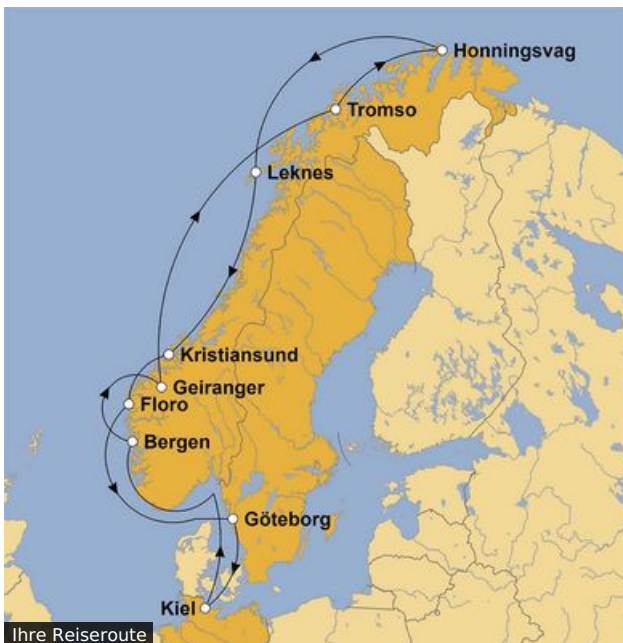 Honningsvag
Tromso
Leknes
Kristiansund
Geiranger
Floro
Bergen
Göteborg
Kiel
Ihre Reiseroute